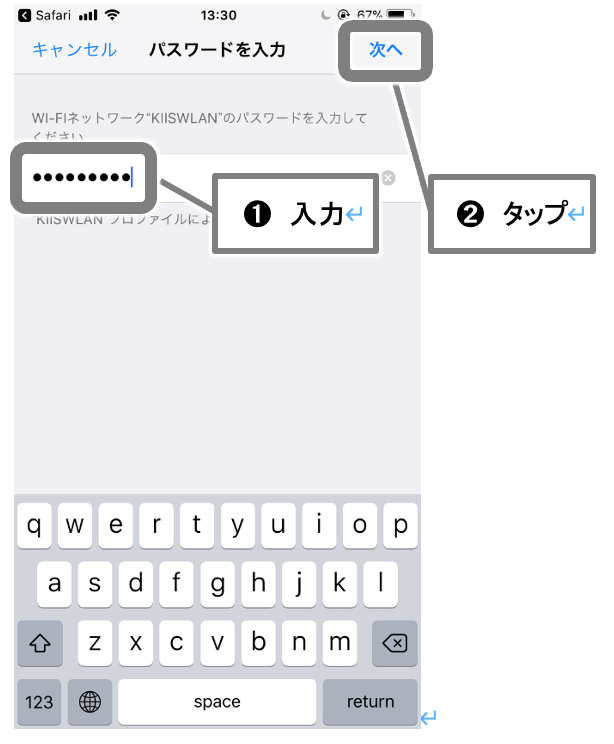 Safari 13:30 67%
キャンセル パスワードを入力 次へ
WI-FIネットワーク“KIISWLAN”のパスワードを入力して
ください
•••••••••
❶ 入力↵
❷ タップ↵
“KIISWLAN プロファイルによ
q w e r t y u i o p
a s d f g h j k l
z x c v b n m
123 space return